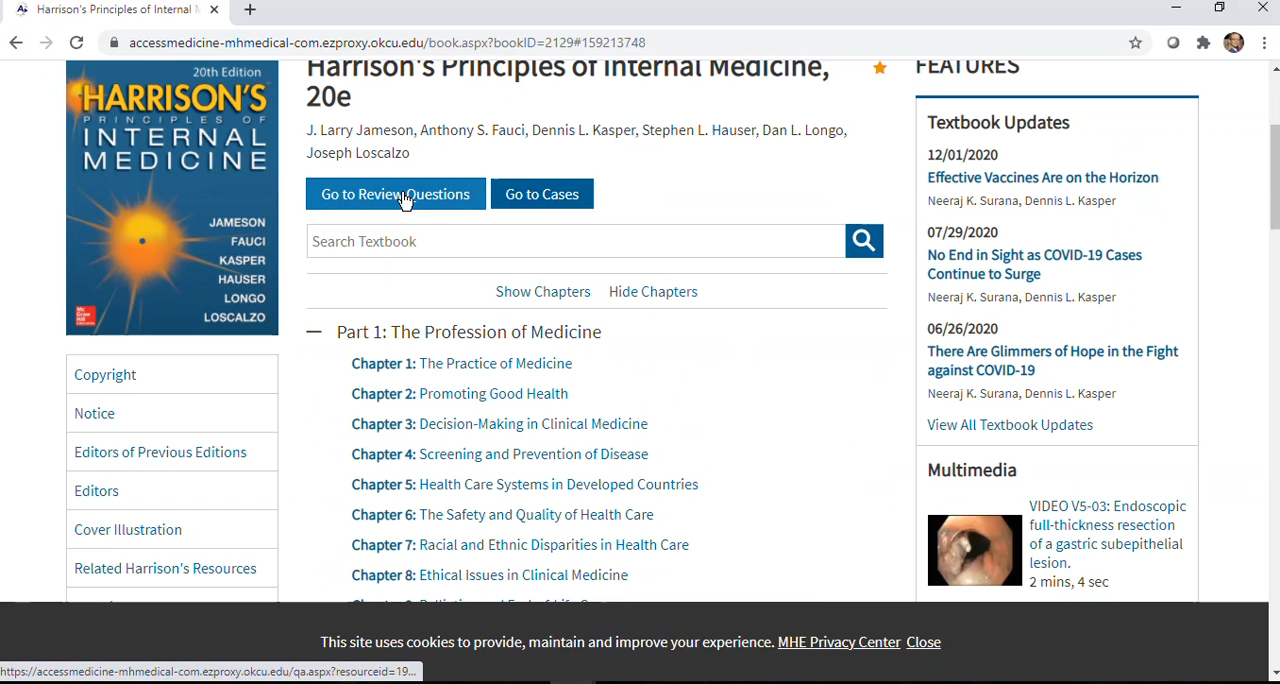 Harrison's Principles of Internal M
accessmedicine-mhmedical-com.ezproxy.okcu.edu/book.aspx?bookID=2129#159213748
20th Edition
HARRISON'S
PRINCIPLES OF
INTERNAL
MEDICINE
JAMESON
FAUCI
KASPER
HAUSER
LONGO
LOSCALZO
Mc
Graw
Hill
Education
Copyright
Notice
Editors of Previous Editions
Editors
Cover Illustration
Related Harrison's Resources
Harrison's Principles of Internal Medicine,
20e
J. Larry Jameson, Anthony S. Fauci, Dennis L. Kasper, Stephen L. Hauser, Dan L. Longo,
Joseph Loscalzo
Go to Review Questions
Go to Cases
Search Textbook
Show Chapters Hide Chapters
Part 1: The Profession of Medicine
Chapter 1: The Practice of Medicine
Chapter 2: Promoting Good Health
Chapter 3: Decision-Making in Clinical Medicine
Chapter 4: Screening and Prevention of Disease
Chapter 5: Health Care Systems in Developed Countries
Chapter 6: The Safety and Quality of Health Care
Chapter 7: Racial and Ethnic Disparities in Health Care
Chapter 8: Ethical Issues in Clinical Medicine
FEATURES
Textbook Updates
12/01/2020
Effective Vaccines Are on the Horizon
Neeraj K. Surana, Dennis L. Kasper
07/29/2020
No End in Sight as COVID-19 Cases
Continue to Surge
Neeraj K. Surana, Dennis L. Kasper
06/26/2020
There Are Glimmers of Hope in the Fight
against COVID-19
Neeraj K. Surana, Dennis L. Kasper
View All Textbook Updates
Multimedia
VIDEO V5-03: Endoscopic
full-thickness resection
of a gastric subepithelial
lesion.
2 mins, 4 sec
This site uses cookies to provide, maintain and improve your experience. MHE Privacy Center Close
https://accessmedicine-mhmedical-com.ezproxy.okcu.edu/qa.aspx?resourceid=19...